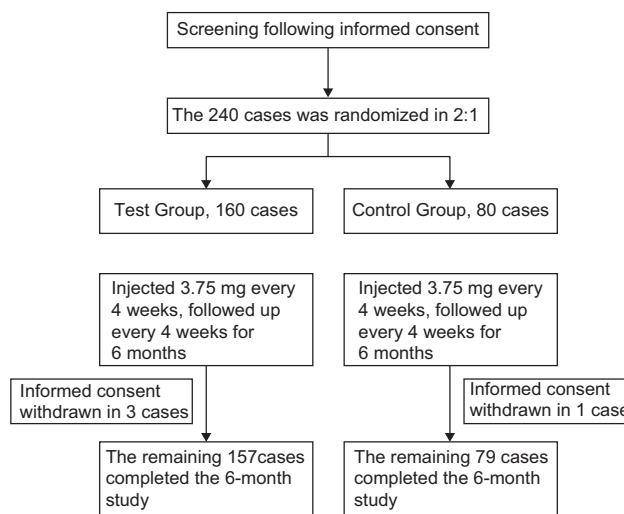 Screening following informed consent
The 240 cases was randomized in 2:1
Test Group, 160 cases
Control Group, 80 cases
Injected 3.75 mg every
4 weeks, followed up
every 4 weeks for
6 months
Injected 3.75 mg every
4 weeks, followed up
every 4 weeks for
6 months
Informed consent
withdrawn in 3 cases
Informed consent
withdrawn in 1 case
The remaining 157cases
completed the 6-month
study
The remaining 79 cases
completed the 6-month
study